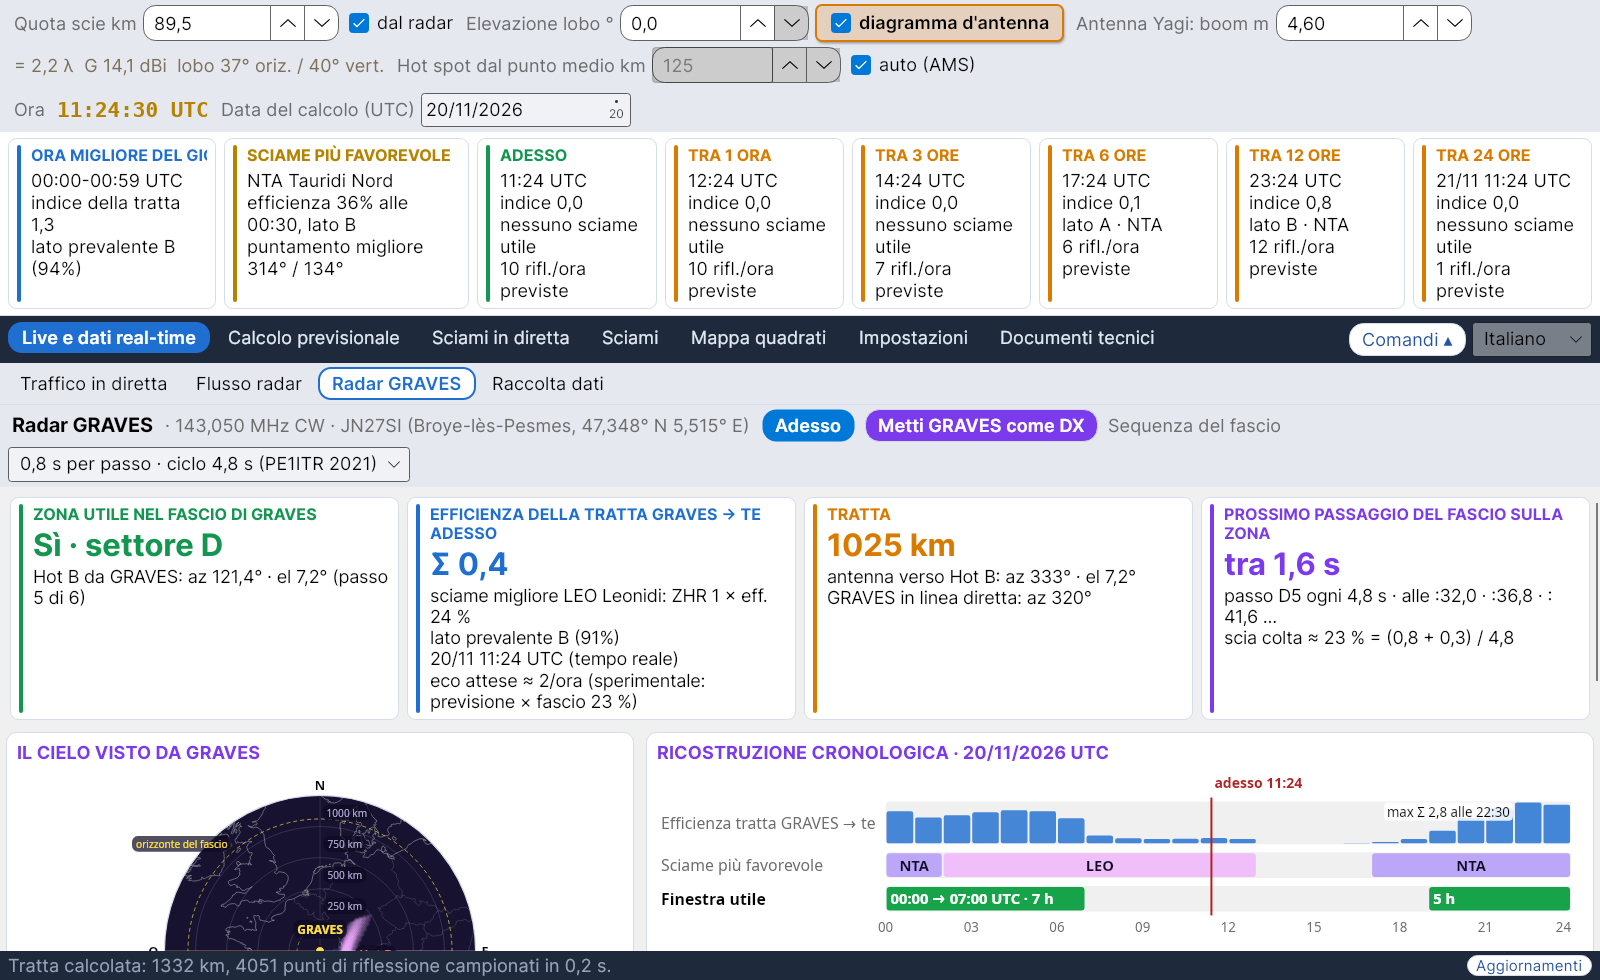 Quota scie km 89,5 dal radar Elevazione lobo ° 0,0 diagramma d'antenna Antenna Yagi: boom m 4,60
= 2,2 λ G 14,1 dBi lobo 37° oriz. / 40° vert. Hot spot dal punto medio km 125 auto (AMS)
Ora 11:24:30 UTC Data del calcolo (UTC) 20/11/2026 20
ORA MIGLIORE DEL GI
00:00-00:59 UTC
indice della tratta
1,3
lato prevalente B
(94%)
SCIAME PIÙ FAVOREVOLE
NTA Tauridi Nord
efficienza 36% alle
00:30, lato B
puntamento migliore
314° / 134°
ADESSO
11:24 UTC
indice 0,0
nessuno sciame
utile
10 rifl./ora
previste
TRA 1 ORA
12:24 UTC
indice 0,0
nessuno sciame
utile
10 rifl./ora
previste
TRA 3 ORE
14:24 UTC
indice 0,0
nessuno sciame
utile
7 rifl./ora
previste
TRA 6 ORE
17:24 UTC
indice 0,1
lato A · NTA
6 rifl./ora
previste
TRA 12 ORE
23:24 UTC
indice 0,8
lato B · NTA
12 rifl./ora
previste
TRA 24 ORE
21/11 11:24 UTC
indice 0,0
nessuno sciame
utile
1 rifl./ora
previste
Live e dati real-time Calcolo previsionale Sciami in diretta Sciami Mappa quadrati Impostazioni Documenti tecnici Comandi ▴ Italiano
Traffico in diretta Flusso radar Radar GRAVES Raccolta dati
Radar GRAVES · 143,050 MHz CW · JN27SI (Broye-lès-Pesmes, 47,348° N 5,515° E) Adesso Metti GRAVES come DX Sequenza del fascio
0,8 s per passo · ciclo 4,8 s (PE1ITR 2021)
ZONA UTILE NEL FASCIO DI GRAVES
Sì · settore D
Hot B da GRAVES: az 121,4° · el 7,2° (passo
5 di 6)
EFFICIENZA DELLA TRATTA GRAVES → TE
ADESSO
Σ 0,4
sciame migliore LEO Leonidi: ZHR 1 × eff.
24 %
lato prevalente B (91%)
20/11 11:24 UTC (tempo reale)
eco attese ≈ 2/ora (sperimentale:
previsione × fascio 23 %)
TRATTA
1025 km
antenna verso Hot B: az 333° · el 7,2°
GRAVES in linea diretta: az 320°
PROSSIMO PASSAGGIO DEL FASCIO SULLA
ZONA
tra 1,6 s
passo D5 ogni 4,8 s · alle :32,0 · :36,8 · :
41,6 ...
scia colta ≈ 23 % = (0,8 + 0,3) / 4,8
IL CIELO VISTO DA GRAVES
N
1000 km
orizzonte del fascio
750 km
500 km
250 km
GRAVES
RICOSTRUZIONE CRONOLOGICA · 20/11/2026 UTC
adesso 11:24
max Σ 2,8 alle 22:30
Efficienza tratta GRAVES → te
Sciame più favorevole NTA LEO NTA
Finestra utile 00:00 → 07:00 UTC · 7 h 5 h
00 03 06 09 12 15 18 21 24
Tratta calcolata: 1332 km, 4051 punti di riflessione campionati in 0,2 s. Aggiornamenti